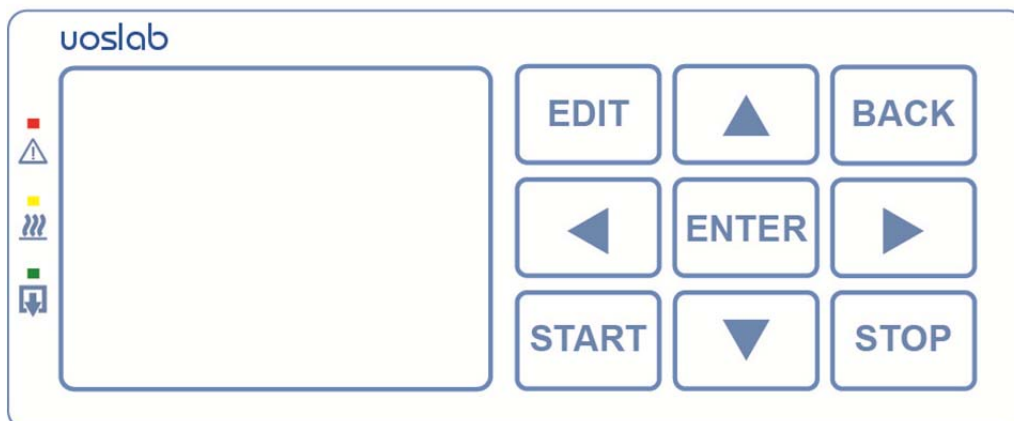 uoslab
EDIT
BACK
ENTER
START
STOP